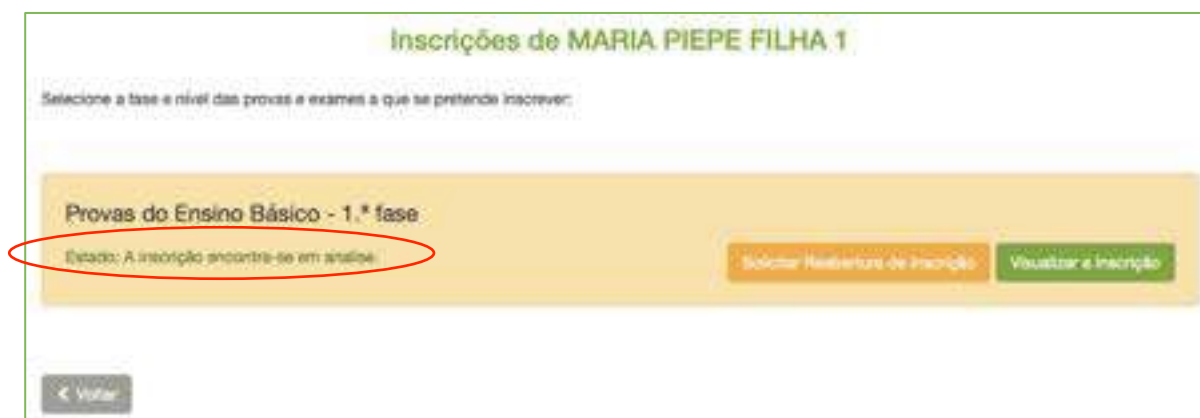 Inscrições de MARIA PIEPE FILHA 1
Selecione a fase e nível das provas e exames a que se pretende inscrever:
Provas do Ensino Básico - 1.ª fase
Estado: A inscrição encontra-se em análise.
Solicitar Reabertura de Inscrição
Visualizar a Inscrição
< Voltar